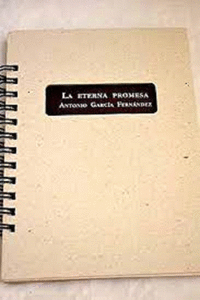 LA ETERNA PROMESA
ANTONIO GARCÍA FERNÁNDEZ